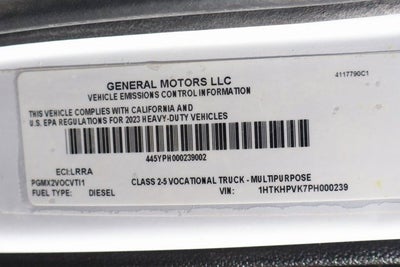 GENERAL MOTORS LLC
4117790C1
VEHICLE EMISSIONS CONTROL INFORMATION
THIS VEHICLE COMPLIES WITH CALIFORNIA AND
U.S. EPA REGULATIONS FOR 2023 HEAVY-DUTY VEHICLES
445YPH000239002
ECI:LRRA
PGMX2VOCVTI1 CLASS 2-5 VOCATIONAL TRUCK - MULTIPURPOSE
FUEL TYPE: DIESEL VIN: 1HTKHPVK7PH000239